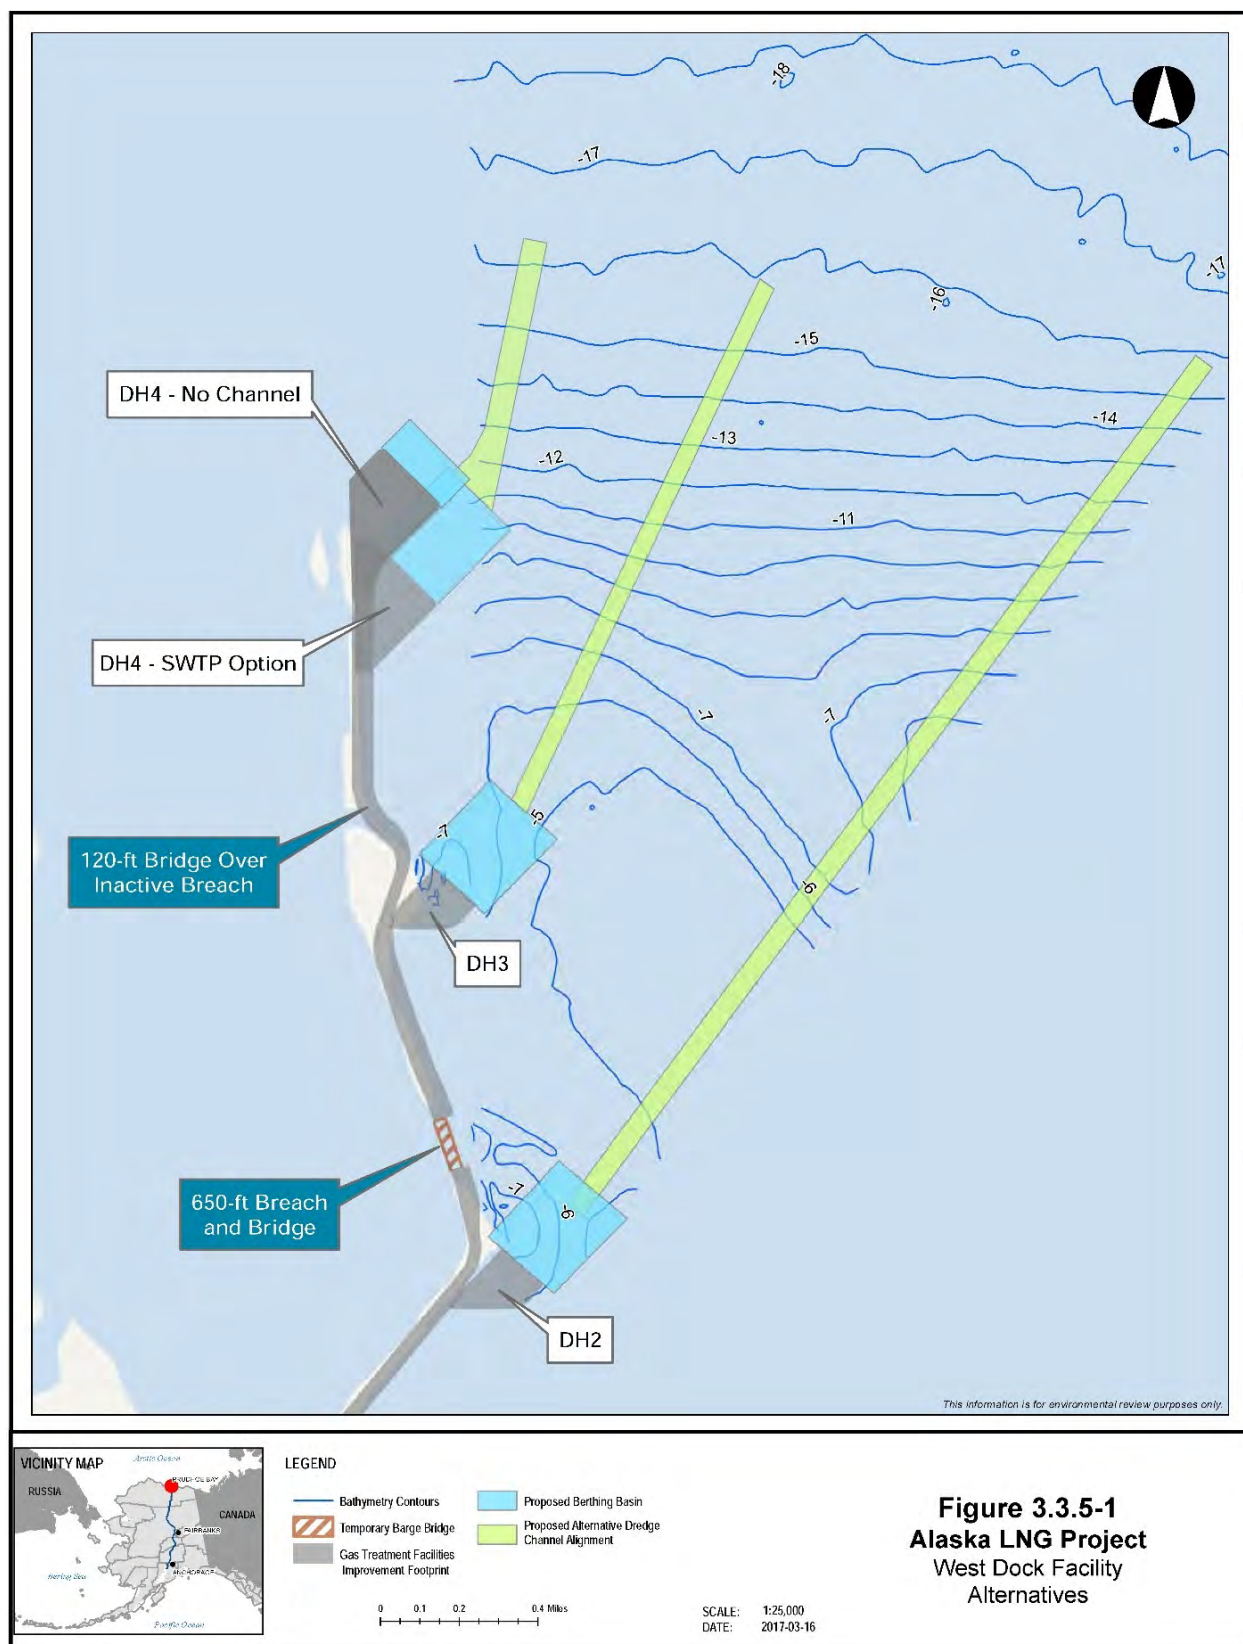 -18
-17
-17
-16
-15
DH4 - No Channel
-14
-13
-12
-11
DH4 - SWTP Option
-7
-7
-5
-7
120-ft Bridge Over
Inactive Breach
-6
DH3
650-ft Breach
and Bridge
-7
-6
DH2
This information is for environmental review purposes only.
VICINITY MAP
Arctic Ocean
PRUDHOE BAY
RUSSIA
CANADA
FAIRBANKS
ANCHORAGE
Bering Sea
Pacific Ocean
LEGEND
Bathymetry Contours
Temporary Barge Bridge
Gas Treatment Facilities
Improvement Footprint
Proposed Berthing Basin
Proposed Alternative Dredge
Channel Alignment
0 0.1 0.2 0.4 Miles
SCALE: 1:25,000
DATE: 2017-03-16
Figure 3.3.5-1
Alaska LNG Project
West Dock Facility
Alternatives